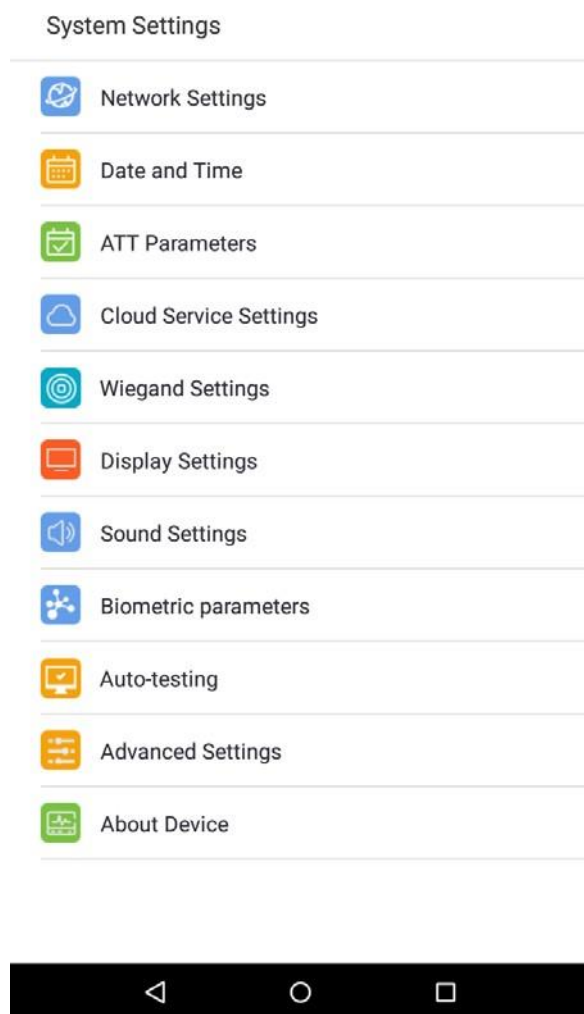 System Settings
Network Settings
Date and Time
ATT Parameters
Cloud Service Settings
Wiegand Settings
Display Settings
Sound Settings
Biometric parameters
Auto-testing
Advanced Settings
About Device